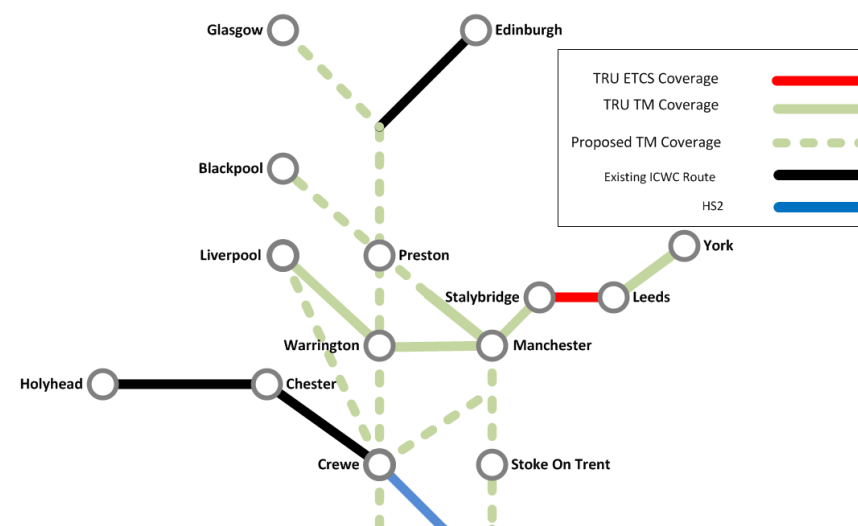 Glasgow
Edinburgh
TRU ETCS Coverage
TRU TM Coverage
Proposed TM Coverage
Existing ICWC Route
HS2
Blackpool
Liverpool
Preston
York
Stalybridge
Leeds
Warrington
Manchester
Holyhead
Chester
Crewe
Stoke On Trent